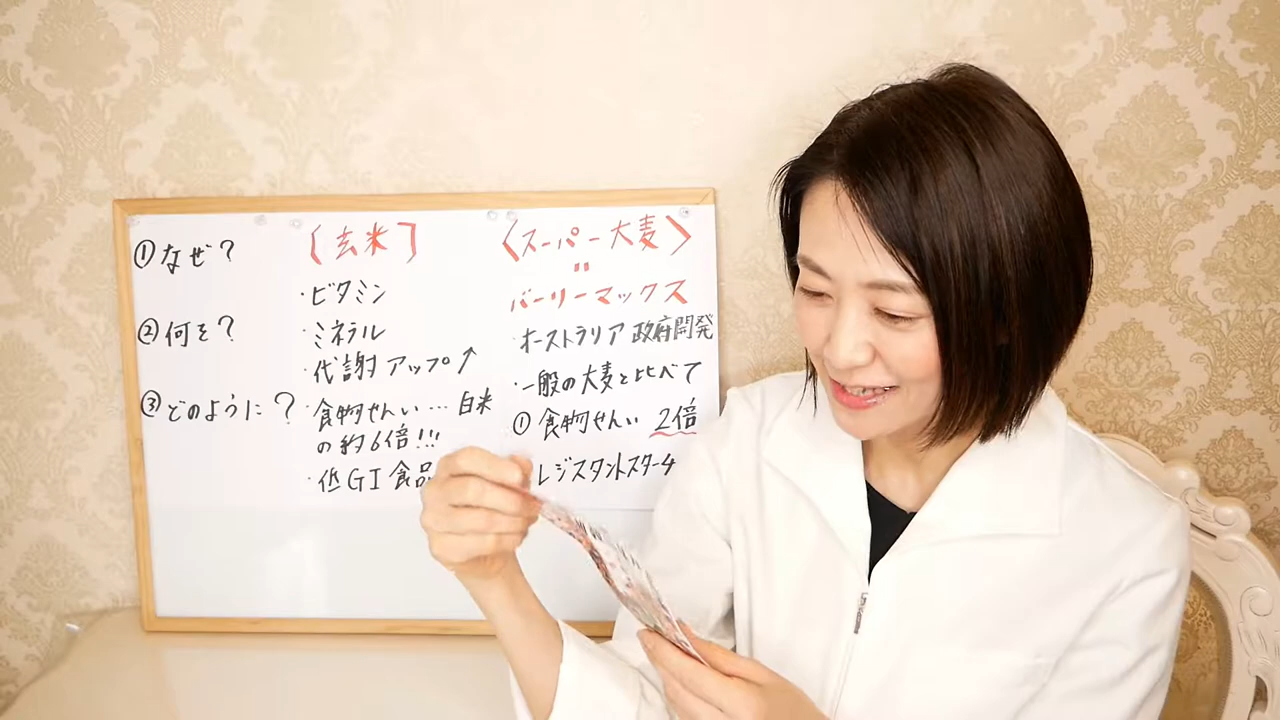 ①なぜ?
②何を?
③どのように?
[玄米]
・ビタミン
・ミネラル
・代謝アップ↑
・食物せんい…白米
の約6倍!!!
・低GI食品
〈スーパー大麦〉
=
バーリーマックス
・オーストラリア政府開発
・一般の大麦と比べて
①食物せんい 2倍
レジスタントスターチ